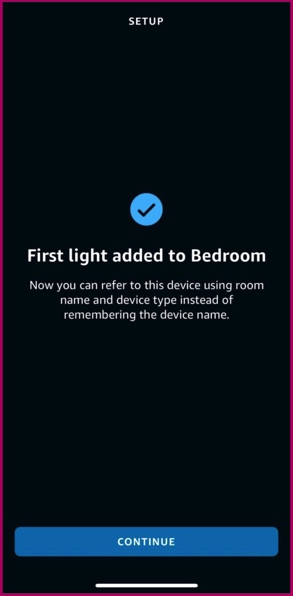 SETUP
First light added to Bedroom
Now you can refer to this device using room
name and device type instead of
remembering the device name.
CONTINUE